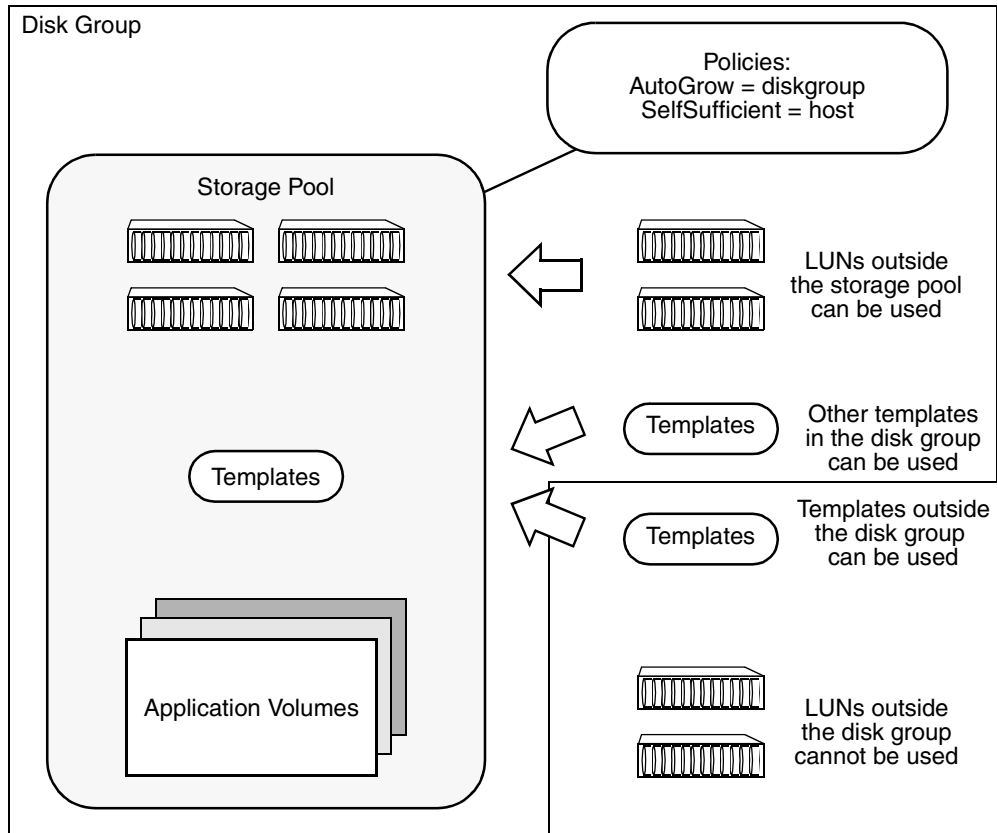 Disk Group
Policies:
AutoGrow = diskgroup
SelfSufficient = host
Storage Pool
LUNs outside
the storage pool
can be used
Templates
Other templates
in the disk group
can be used
Templates
Templates
Templates outside
the disk group
can be used
Application Volumes
LUNs outside
the disk group
cannot be used